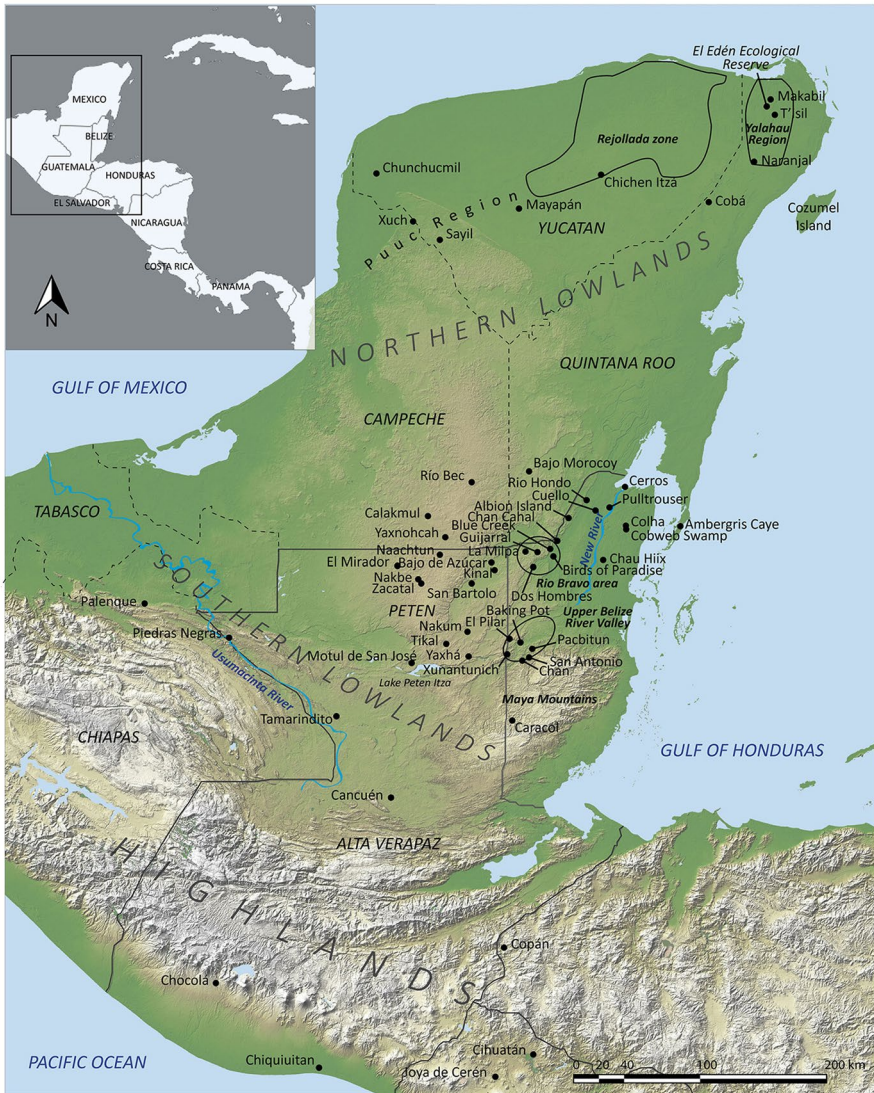 MEXICO
BELIZE
GUATEMALA
HONDURAS
EL SALVADOR
NICARAGUA
COSTA RICA
PANAMA
N
El Edén Ecological
Reserve
Makabil
T'isil
Yalahau
Region
Naranjal
Rejollada zone
Chunchucmil
Chichen Itzá
Cobá
Cozumel
Island
Mayapán
Xuch
Puuc Region
Sayil
YUCATAN
NORTHERN LOWLANDS
QUINTANA ROO
GULF OF MEXICO
CAMPECHE
Bajo Morocoy
Río Bec
Rio Hondo
Cerros
Cuello
Pulltrouser
Albion Island
Calakmul
Chan Cahal
TABASCO
Colha
Ambergris Caye
Blue Creek
Yaxnohcah
Cobweb Swamp
Guijarral
New River
Naachtun
La Milpa
SOUTHERN LOWLANDS
El Mirador
Bajo de Azúcar
Chau Hiix
Birds of Paradise
Kinal
Nakbe
Rio Bravo area
Zacatal
San Bartolo
Dos Hombres
Palenque
PETEN
Baking Pot
Upper Belize
River Valley
El Pilar
Nakum
Piedras Negras
Tikal
Pacbitun
Motul de San José
Yaxhá
San Antonio
Usumacinta River
Xunantunich
Chan
Lake Peten Itza
Maya Mountains
Tamarindito
Caracol
CHIAPAS
GULF OF HONDURAS
Cancuén
ALTA VERAPAZ
HIGHLANDS
Copán
Chocola
PACIFIC OCEAN
Chiquiuitan
Cihuatán
Joya de Cerén
0 20 40 100 200 km